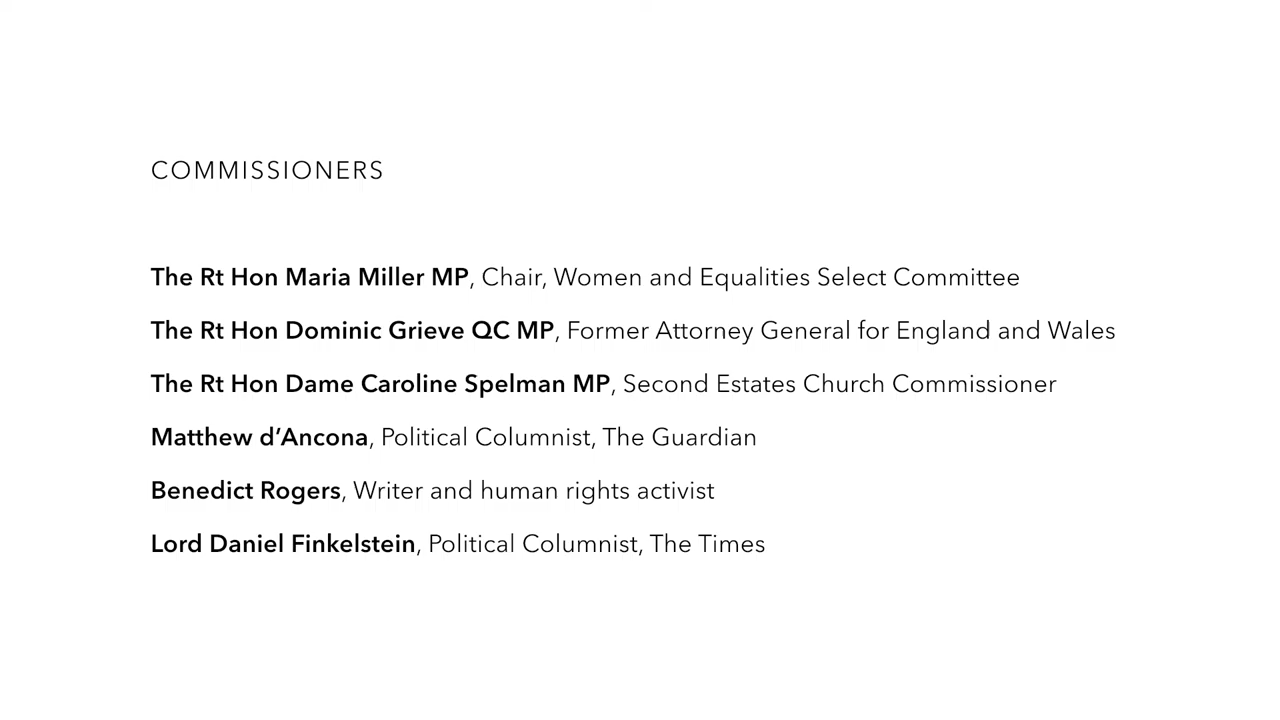 COMMISSIONERS
The Rt Hon Maria Miller MP, Chair, Women and Equalities Select Committee
The Rt Hon Dominic Grieve QC MP, Former Attorney General for England and Wales
The Rt Hon Dame Caroline Spelman MP, Second Estates Church Commissioner
Matthew d’Ancona, Political Columnist, The Guardian
Benedict Rogers, Writer and human rights activist
Lord Daniel Finkelstein, Political Columnist, The Times